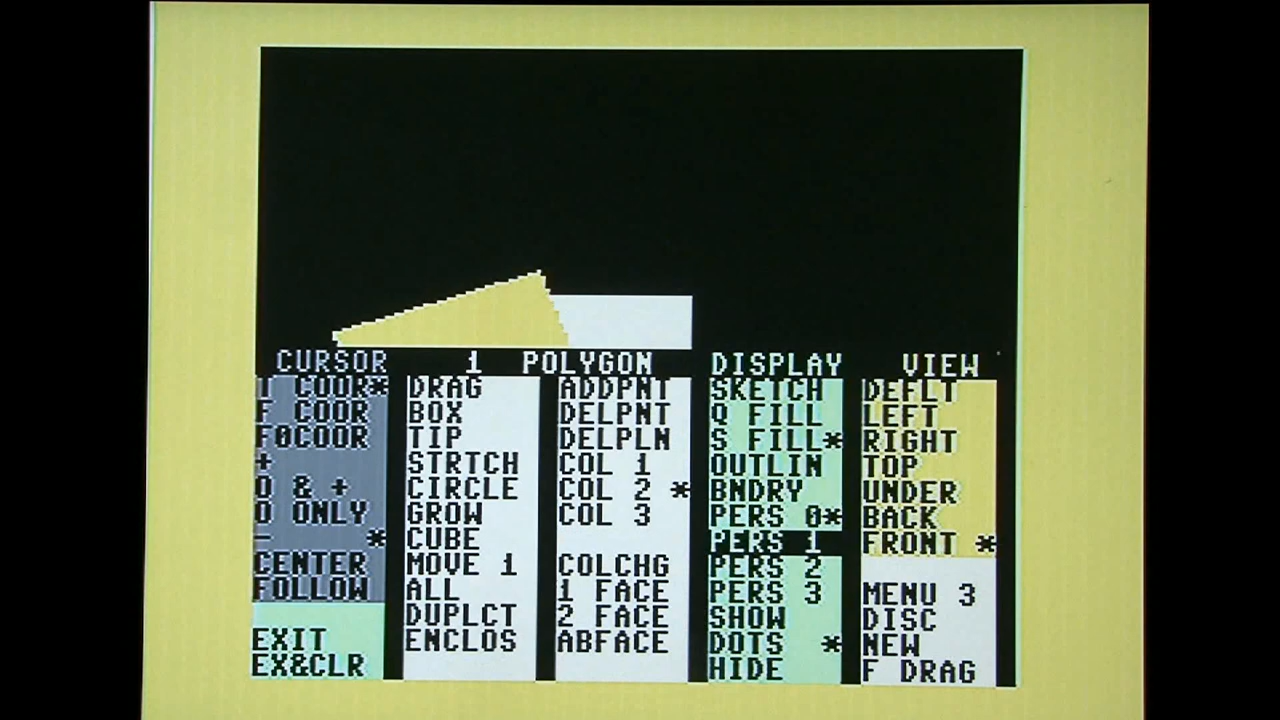 CURSOR 1 POLYGON DISPLAY VIEW
T COOR* DRAG ADDPNT SKETCH DEFLT
F COOR BOX DELPNT Q FILL LEFT
F0COOR TIP DELPLN S FILL* RIGHT
+ STRTCH COL 1 OUTLIN TOP
O & + CIRCLE COL 2 * BNDRY UNDER
O ONLY GROW COL 3 PERS 0* BACK
- * CUBE PERS 1 FRONT *
CENTER MOVE 1 COLCHG PERS 2
FOLLOW ALL 1 FACE PERS 3 MENU 3
DUPLCT 2 FACE SHOW DISC
EXIT ENCLOS ABFACE DOTS * NEW
EX&CLR HIDE F DRAG